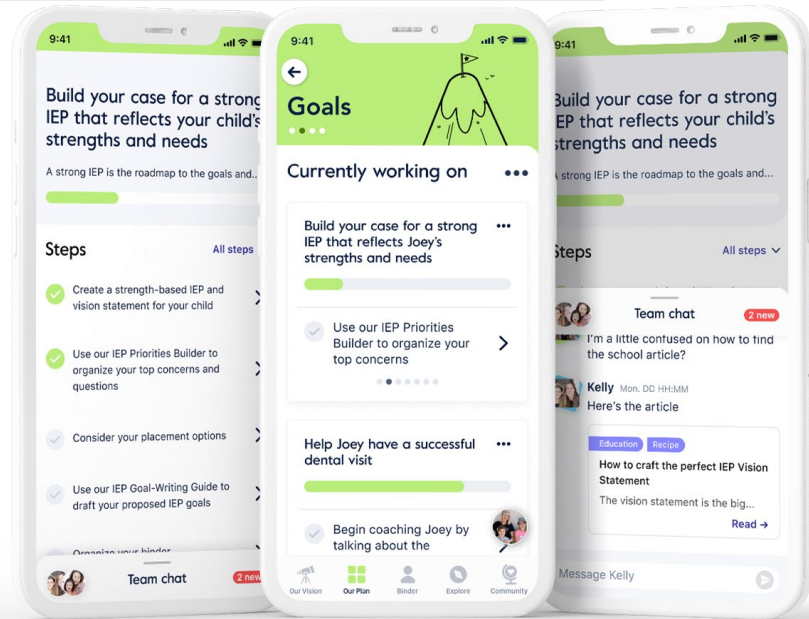 9:41
Build your case for a strong
IEP that reflects your child's
strengths and needs
A strong IEP is the roadmap to the goals and...
Steps
All steps
Create a strength-based IEP and
vision statement for your child
Use our IEP Priorities Builder to
organize your top concerns and
questions
Consider your placement options
Use our IEP Goal-Writing Guide to
draft your proposed IEP goals
Organize your binder
Team chat
2 new
9:41
Goals
Currently working on
Build your case for a strong
IEP that reflects Joey's
strengths and needs
Use our IEP Priorities
Builder to organize your
top concerns
Help Joey have a successful
dental visit
Begin coaching Joey by
talking about the
Our Vision
Our Plan
Binder
Explore
Community
9:41
Build your case for a strong
IEP that reflects your child's
strengths and needs
A strong IEP is the roadmap to the goals and...
Steps
All steps
Team chat
2 new
I'm a little confused on how to find
the school article?
Kelly Mon. DD HH:MM
Here's the article
Education
Recipe
How to craft the perfect IEP Vision
Statement
The vision statement is the big...
Read →
Message Kelly